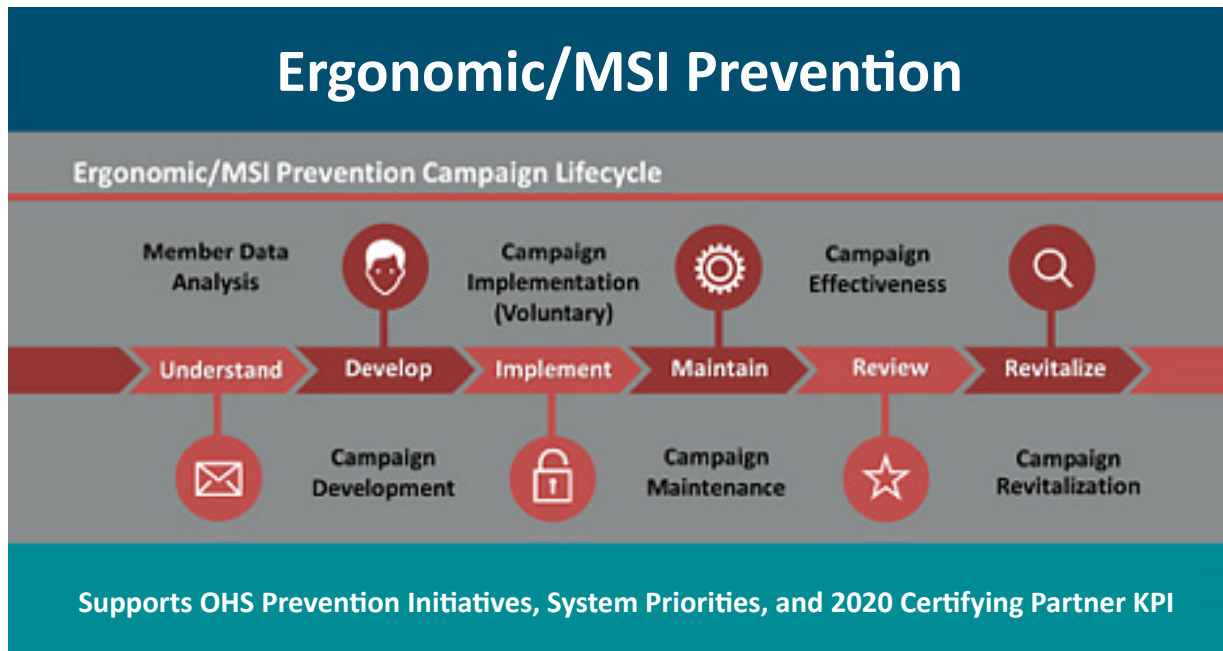 Ergonomic/MSI Prevention
Ergonomic/MSI Prevention Campaign Lifecycle
Member Data
Analysis
Campaign
Implementation
(Voluntary)
Campaign
Effectiveness
Understand
Develop
Implement
Maintain
Review
Revitalize
Campaign
Development
Campaign
Maintenance
Campaign
Revitalization
Supports OHS Prevention Initiatives, System Priorities, and 2020 Certifying Partner KPI